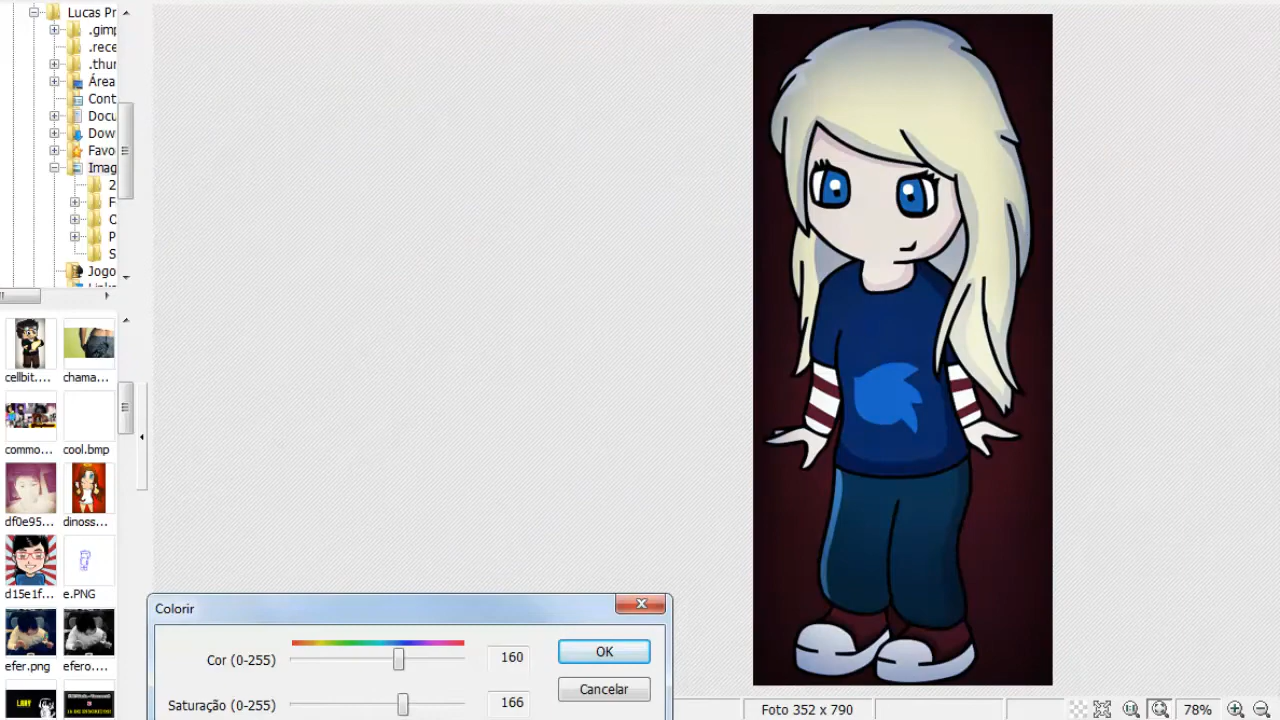 Lucas Pr
.gimp
.rece
.thur
Área
Cont
Docu
Dow
Favo
Imag
2
F
O
P
S
Jogo
cellbit.... chama...
commo... cool.bmp
df0e95... dinoss...
d15e1f... e.PNG
efer.png efero....
Colorir
Cor (0-255) 160 OK
Cancelar
Saturação (0-255) 166
Foto 352 x 790 78%